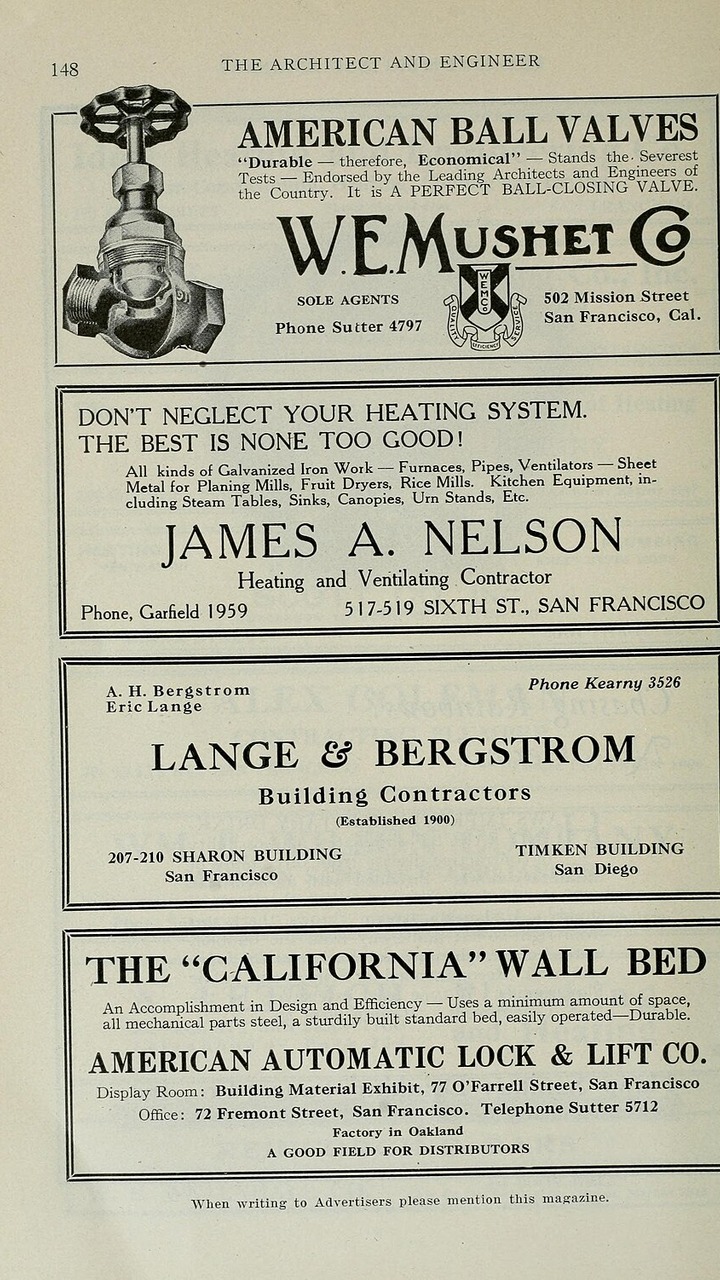 148
THE ARCHITECT AND ENGINEER
AMERICAN BALL VALVES
“Durable — therefore, Economical” — Stands the Severest
Tests — Endorsed by the Leading Architects and Engineers of
the Country. It is A PERFECT BALL-CLOSING VALVE.
W.E. MUSHET CO
SOLE AGENTS
Phone Sutter 4797
WEMCO
QUALITY
EFFICIENCY
SERVICE
502 Mission Street
San Francisco, Cal.
DON'T NEGLECT YOUR HEATING SYSTEM.
THE BEST IS NONE TOO GOOD!
All kinds of Galvanized Iron Work — Furnaces, Pipes, Ventilators — Sheet
Metal for Planing Mills, Fruit Dryers, Rice Mills. Kitchen Equipment, in-
cluding Steam Tables, Sinks, Canopies, Urn Stands, Etc.
JAMES A. NELSON
Heating and Ventilating Contractor
Phone, Garfield 1959 517-519 SIXTH ST., SAN FRANCISCO
A. H. Bergstrom
Eric Lange
Phone Kearny 3526
LANGE & BERGSTROM
Building Contractors
(Established 1900)
207-210 SHARON BUILDING
San Francisco
TIMKEN BUILDING
San Diego
THE “CALIFORNIA” WALL BED
An Accomplishment in Design and Efficiency — Uses a minimum amount of space,
all mechanical parts steel, a sturdily built standard bed, easily operated—Durable.
AMERICAN AUTOMATIC LOCK & LIFT CO.
Display Room: Building Material Exhibit, 77 O'Farrell Street, San Francisco
Office: 72 Fremont Street, San Francisco. Telephone Sutter 5712
Factory in Oakland
A GOOD FIELD FOR DISTRIBUTORS
When writing to Advertisers please mention this magazine.